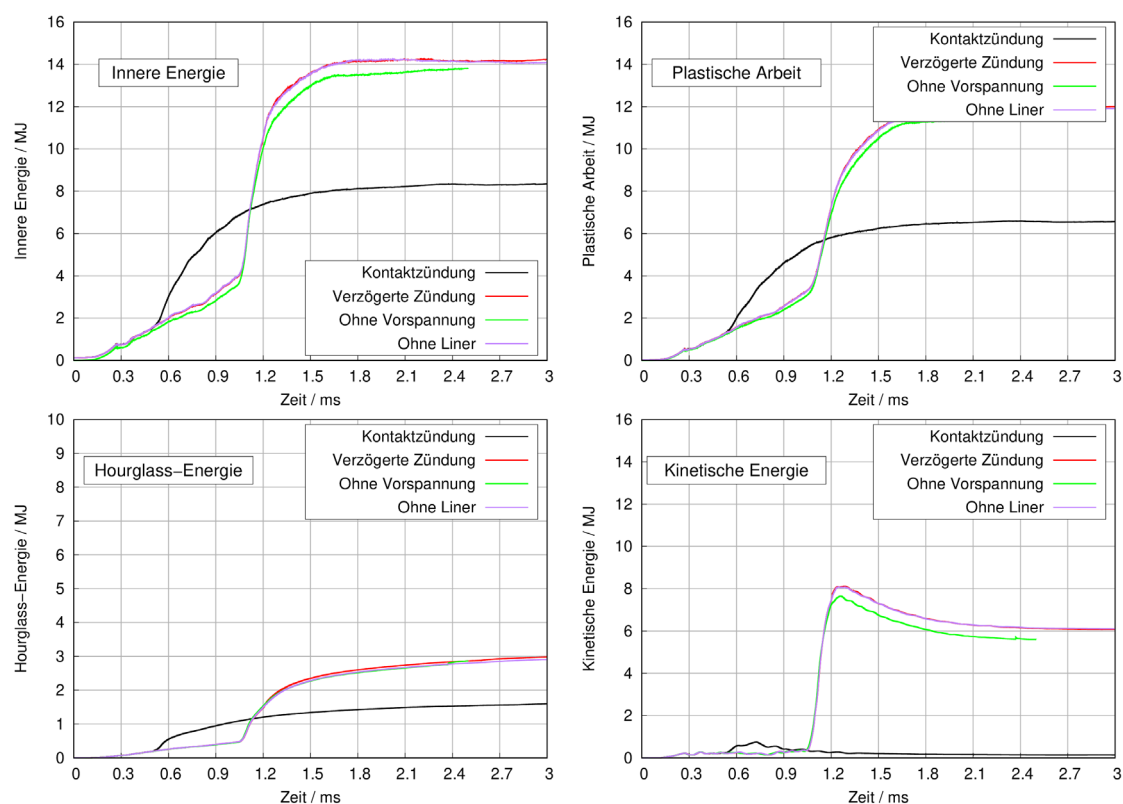 Innere Energie / MJ
16
14
12
10
8
6
4
2
0
Innere Energie
Kontaktzündung
Verzögerte Zündung
Ohne Vorspannung
Ohne Liner
0 0.3 0.6 0.9 1.2 1.5 1.8 2.1 2.4 2.7 3
Zeit / ms
Plastische Arbeit / MJ
16
14
12
10
8
6
4
2
0
Plastische Arbeit
Kontaktzündung
Verzögerte Zündung
Ohne Vorspannung
Ohne Liner
0 0.3 0.6 0.9 1.2 1.5 1.8 2.1 2.4 2.7 3
Zeit / ms
Hourglass−Energie / MJ
10
9
8
7
6
5
4
3
2
1
0
Hourglass−Energie
Kontaktzündung
Verzögerte Zündung
Ohne Vorspannung
Ohne Liner
0 0.3 0.6 0.9 1.2 1.5 1.8 2.1 2.4 2.7 3
Zeit / ms
Kinetische Energie / MJ
16
14
12
10
8
6
4
2
0
Kinetische Energie
Kontaktzündung
Verzögerte Zündung
Ohne Vorspannung
Ohne Liner
0 0.3 0.6 0.9 1.2 1.5 1.8 2.1 2.4 2.7 3
Zeit / ms